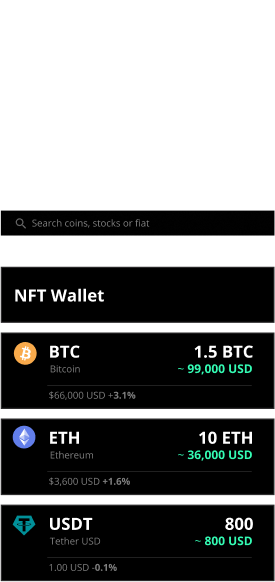 Search coins, stocks or fiat
NFT Wallet
BTC 1.5 BTC
Bitcoin ~ 99,000 USD
$66,000 USD +3.1%
ETH 10 ETH
Ethereum ~ 36,000 USD
$3,600 USD +1.6%
USDT 800
Tether USD ~ 800 USD
1.00 USD -0.1%